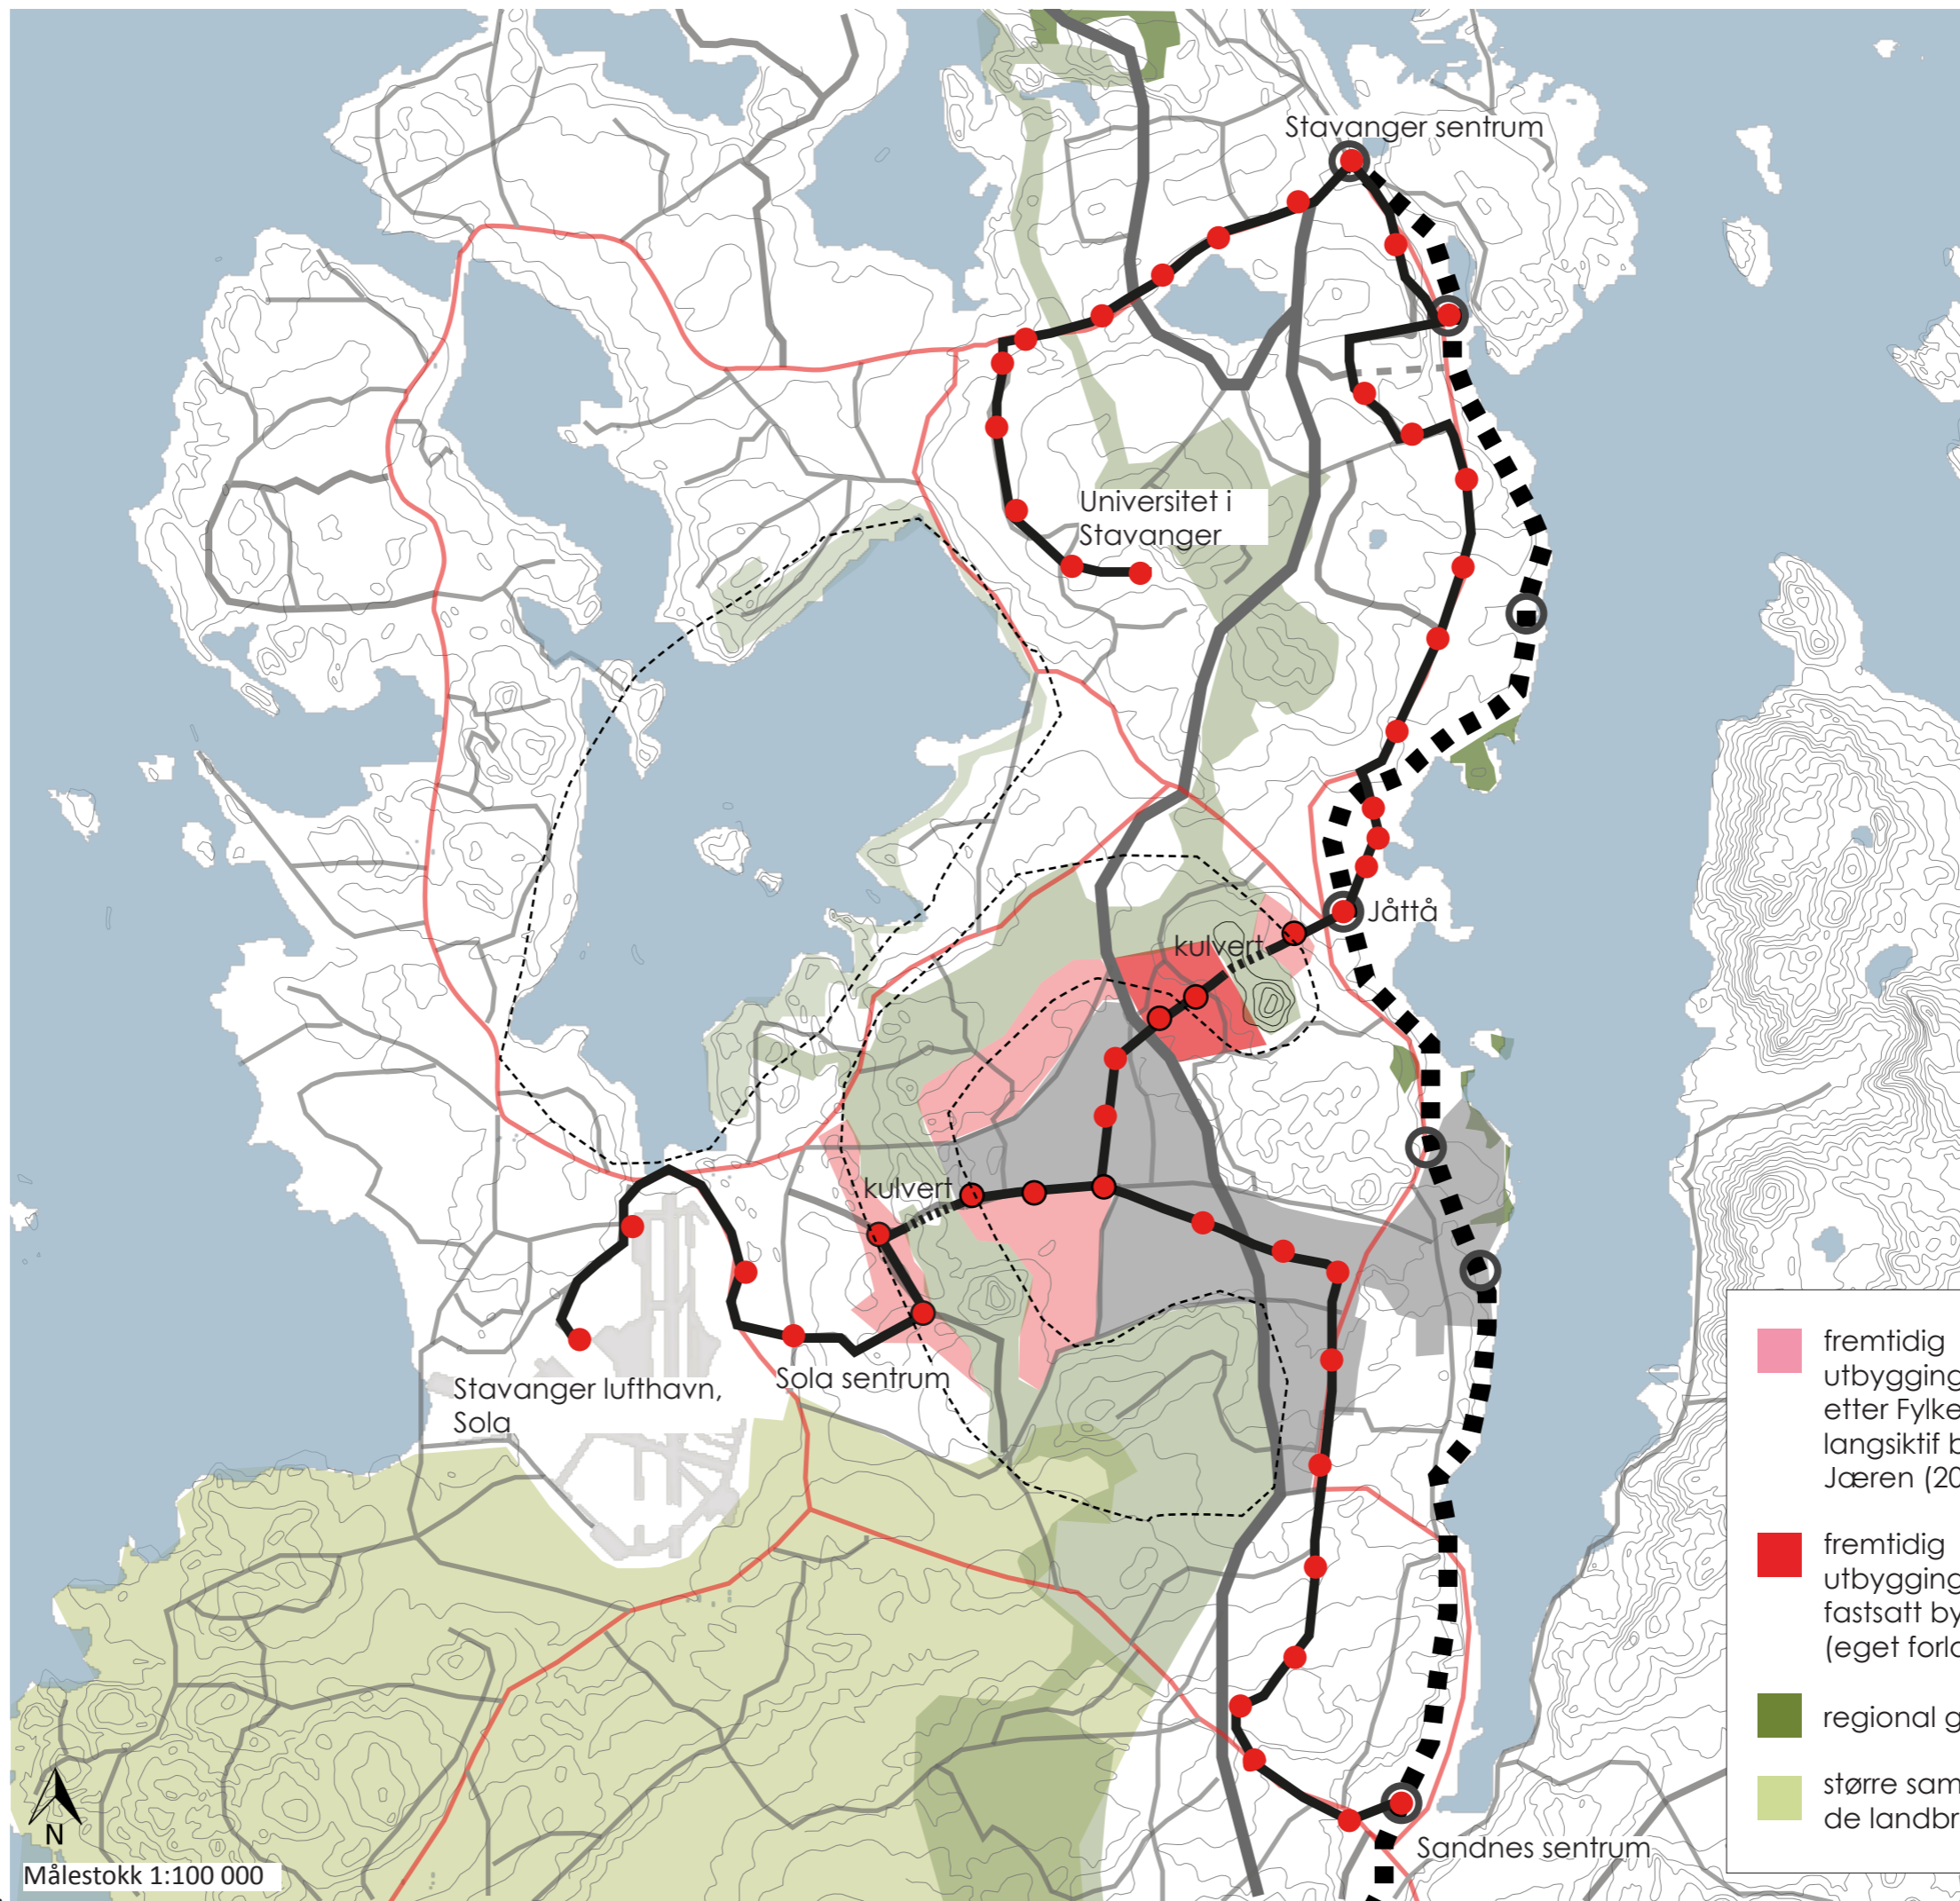 Stavanger sentrum
Universitet i
Stavanger
Jåttå
kulvert
kulvert
Stavanger lufthavn,
Sola
Sola sentrum
Sandnes sentrum
N
Målestokk 1:100 000
fremtidig
utbygging
etter Fylke
langsiktif b
Jæren (20
fremtidig
utbygging
fastsatt by
(eget forlo
regional g
større sam
de landbr